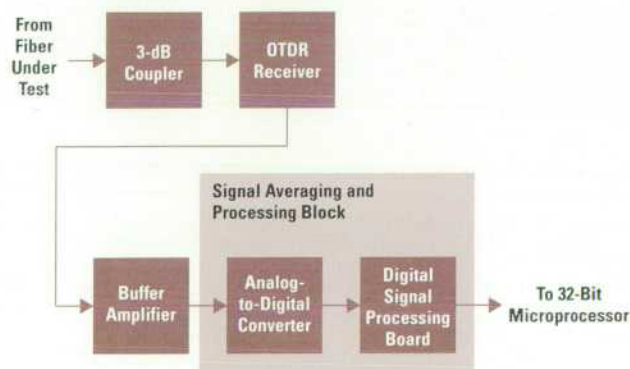 From
Fiber
Under
Test
3-dB
Coupler
OTDR
Receiver
Signal Averaging and
Processing Block
Buffer
Amplifier
Analog-
to-Digital
Converter
Digital
Signal
Processing
Board
To 32-Bit
Microprocessor